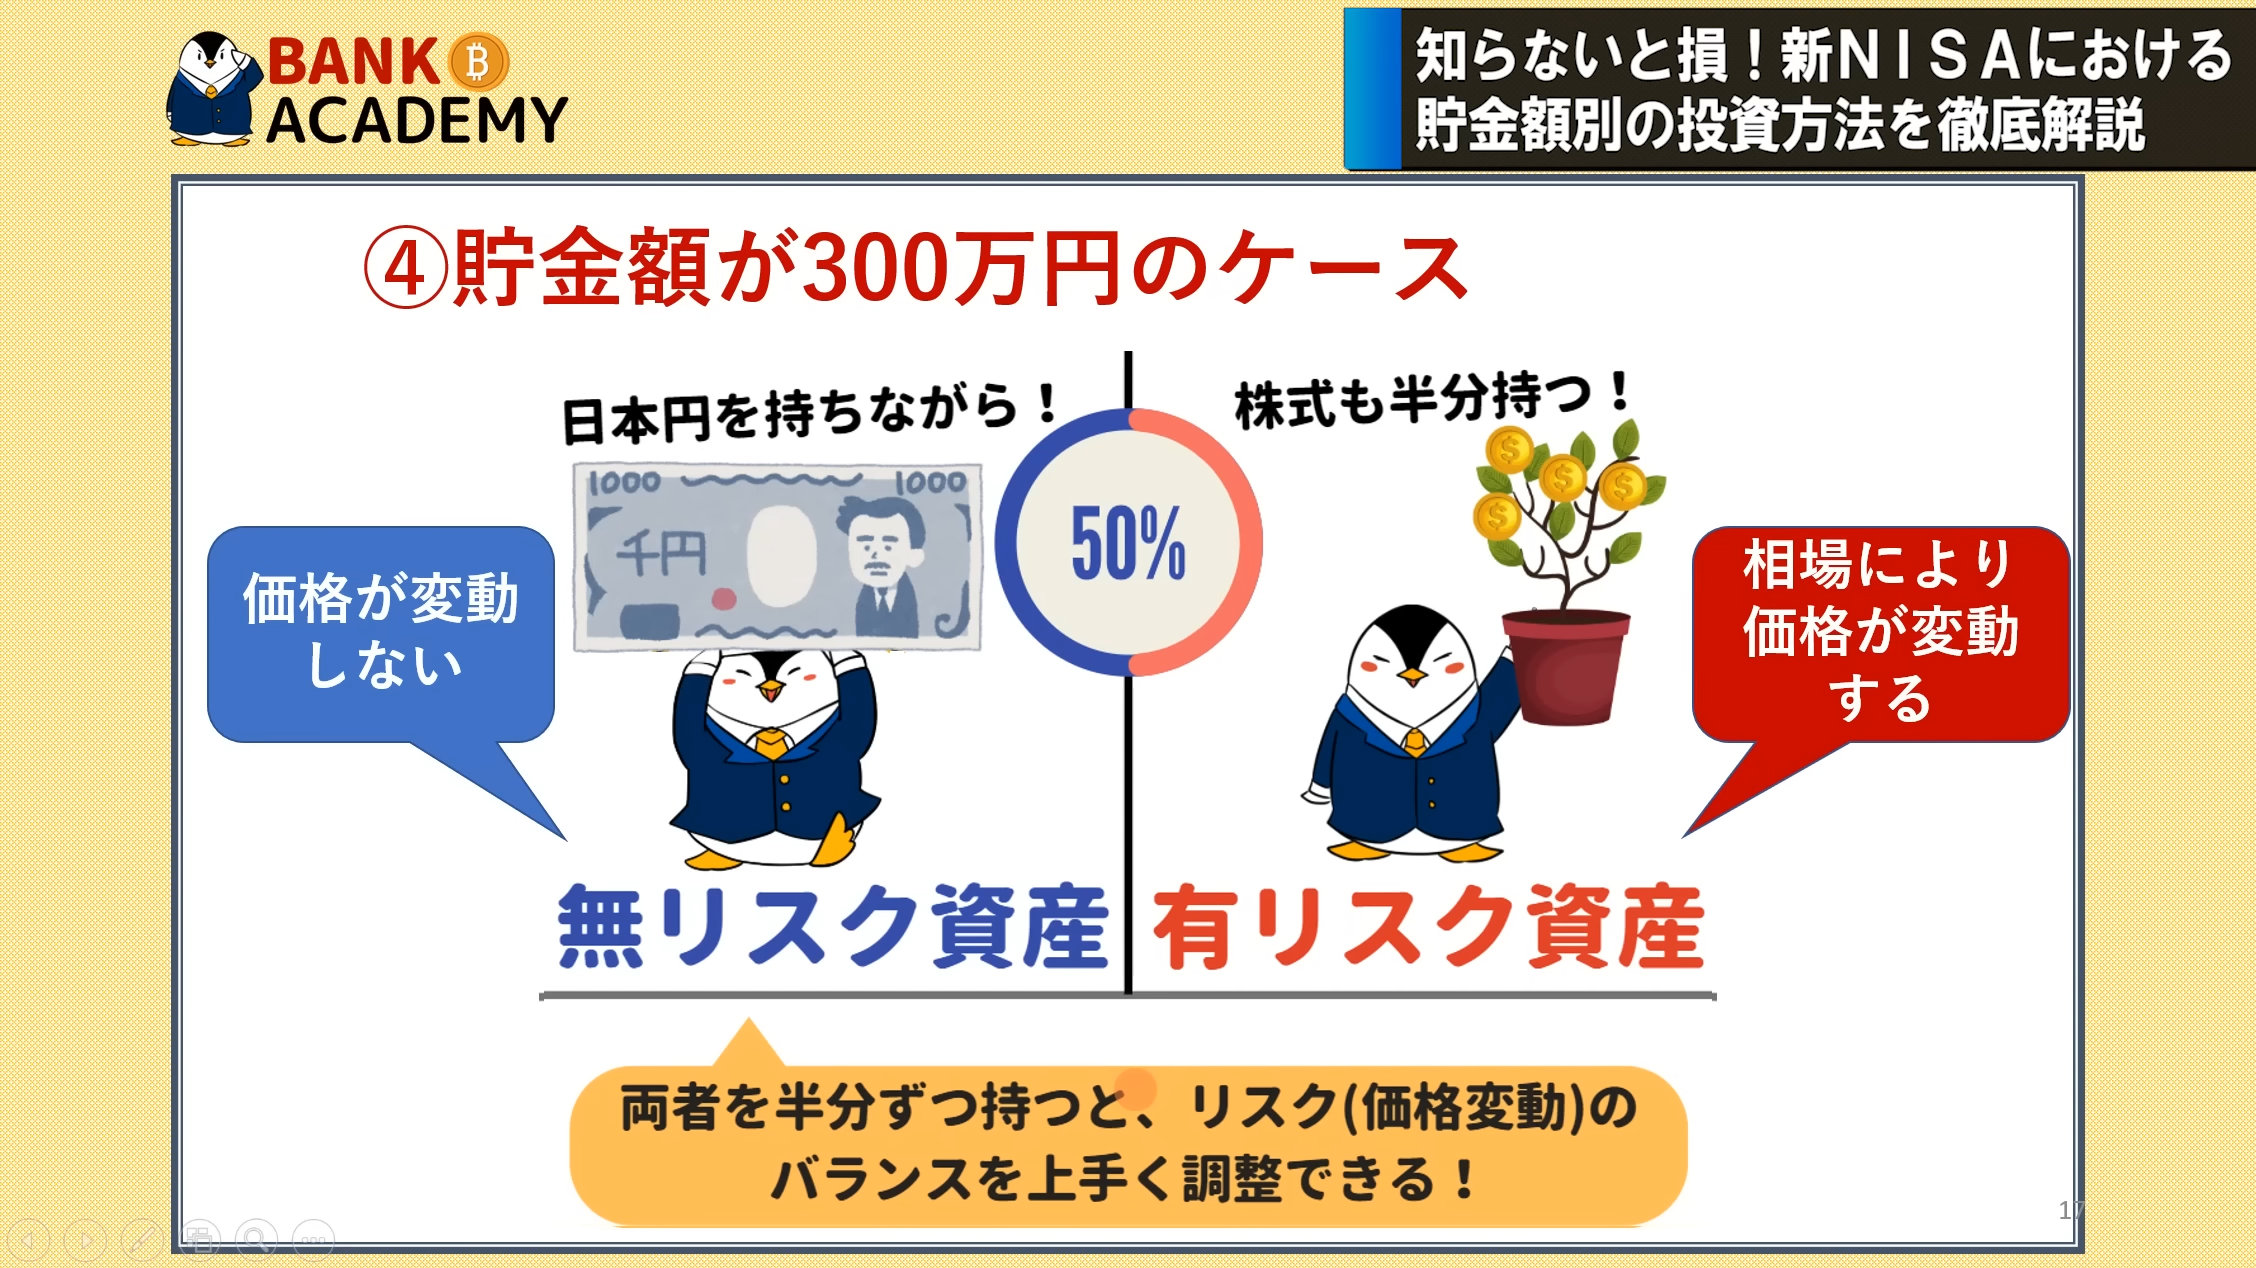 BANK
ACADEMY
知らないと損！新ＮＩＳＡにおける
貯金額別の投資方法を徹底解説
④貯金額が300万円のケース
日本円を持ちながら！
株式も半分持つ！
1000 1000
千円
50%
価格が変動
しない
相場により
価格が変動
する
無リスク資産
有リスク資産
両者を半分ずつ持つと、リスク(価格変動)の
バランスを上手く調整できる！
17